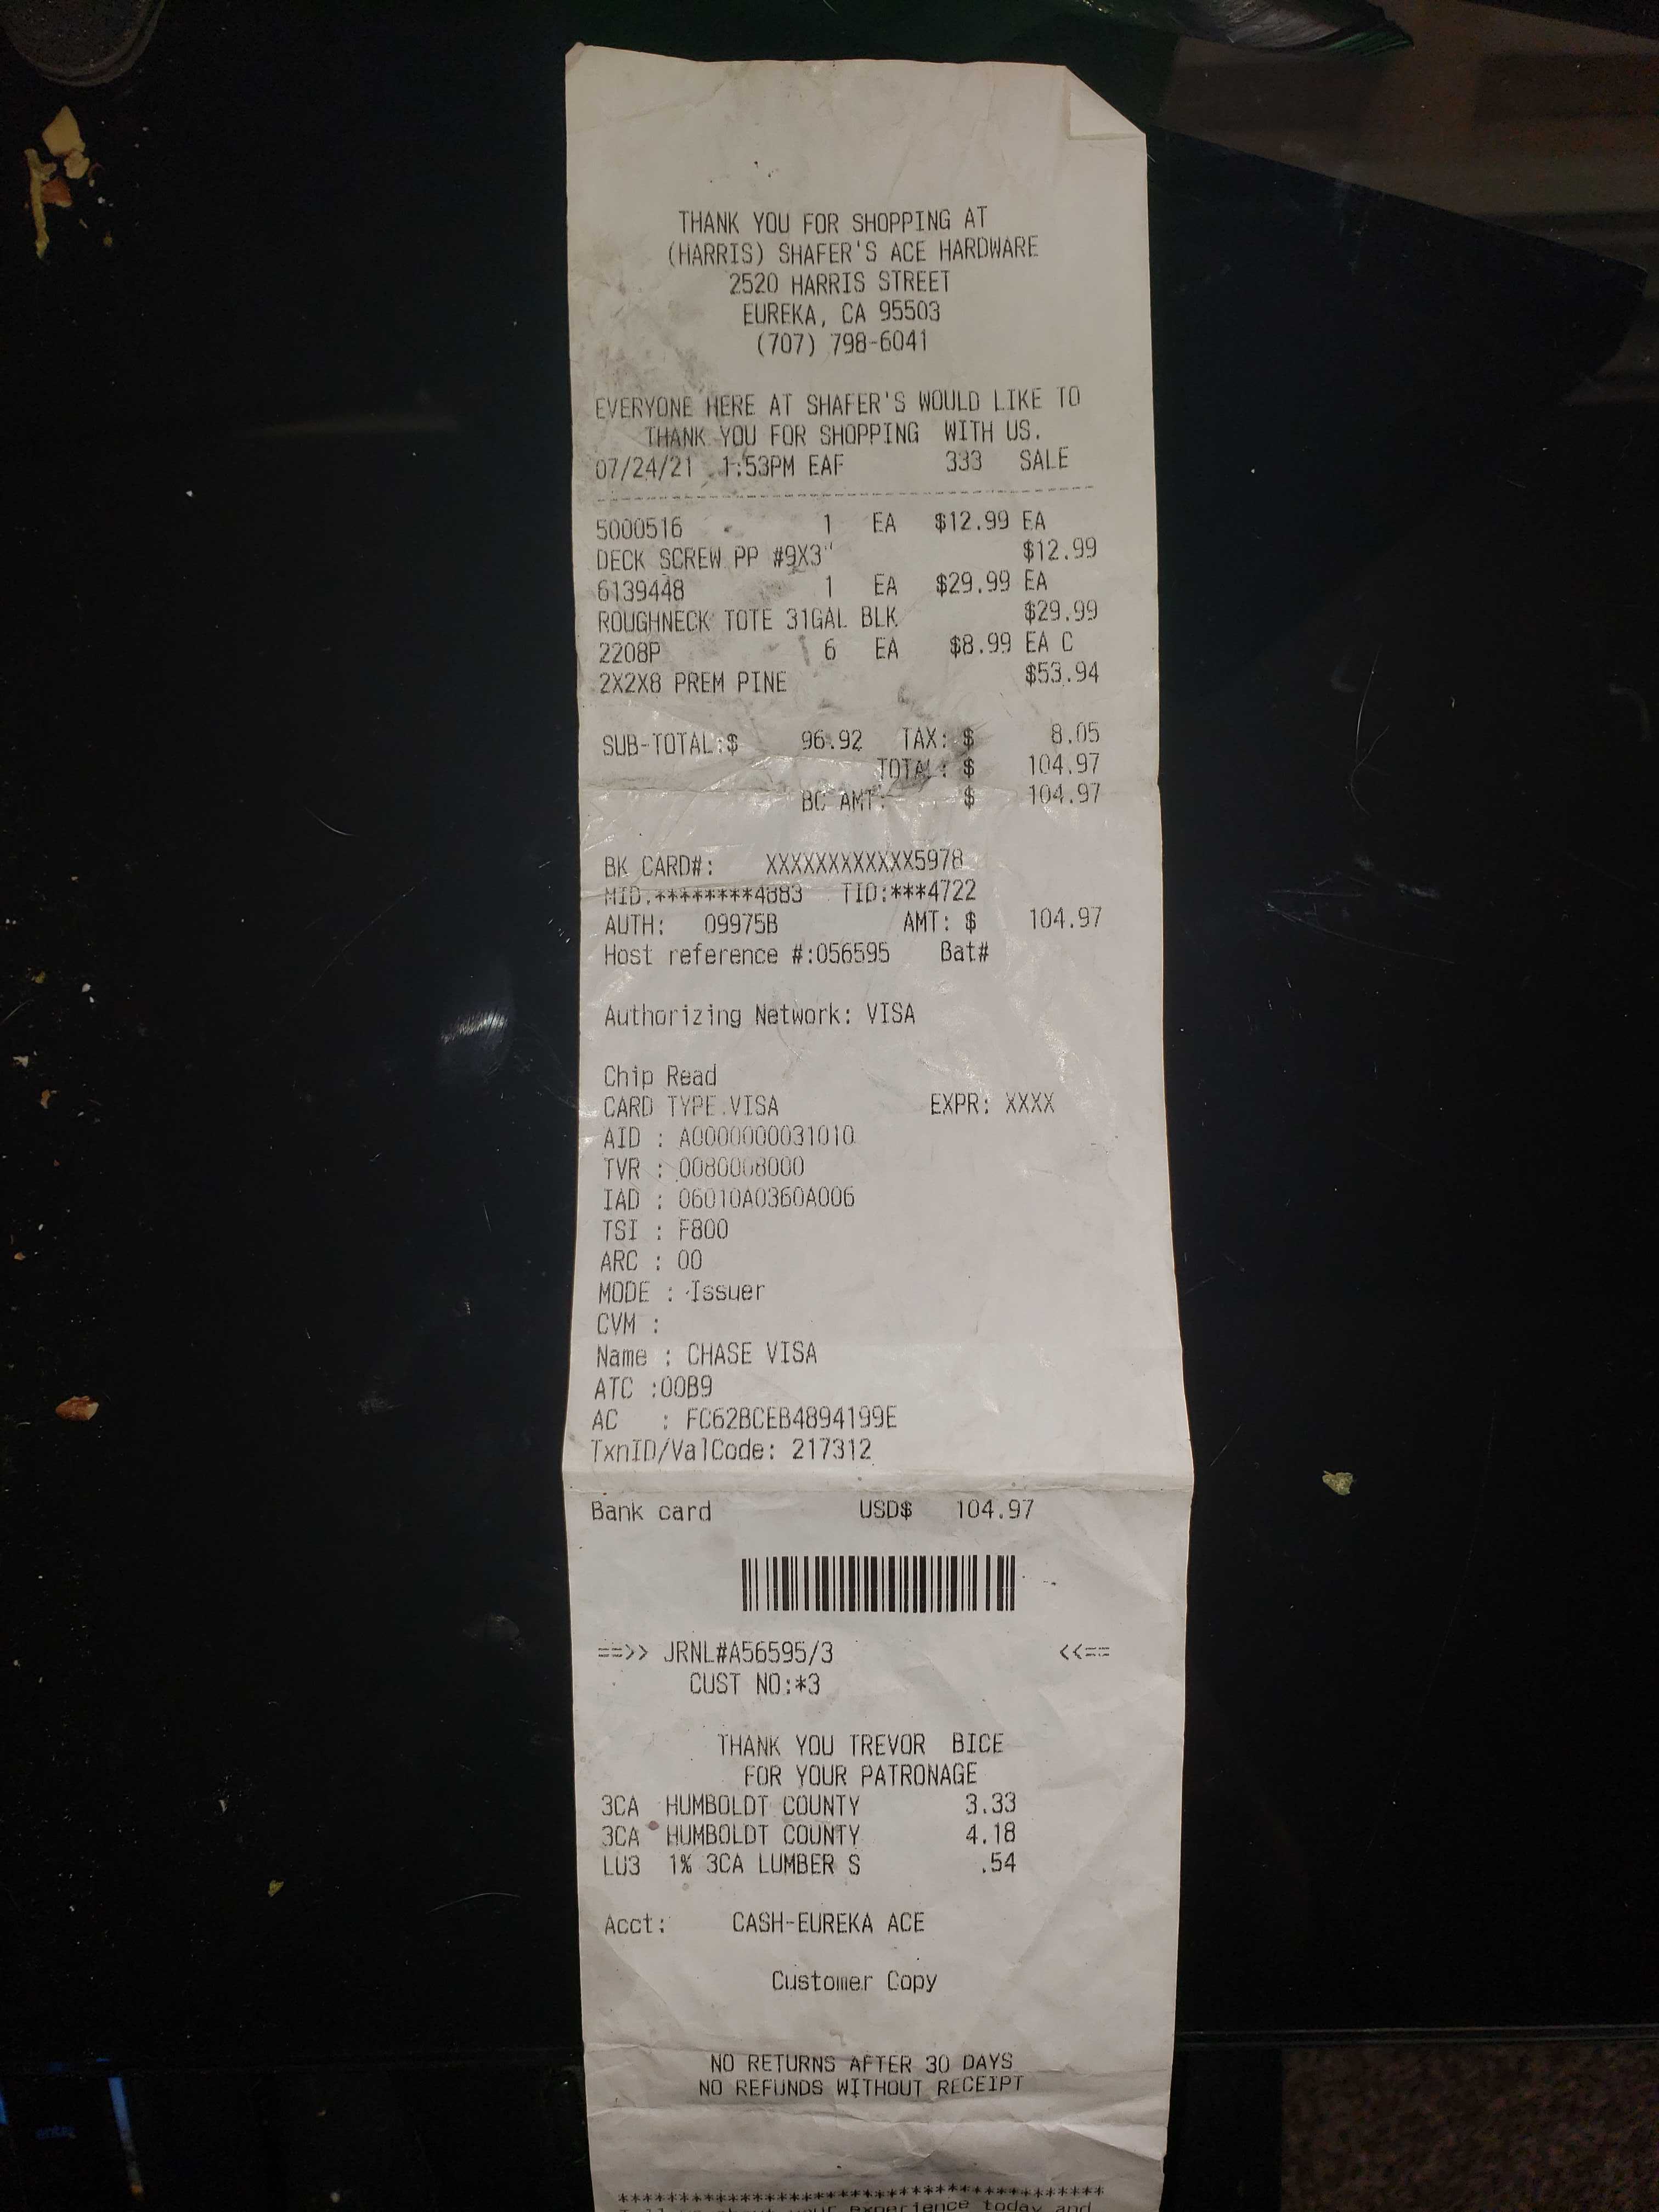 THANK YOU FOR SHOPPING AT
(HARRIS) SHAFER'S ACE HARDWARE
2520 HARRIS STREET
EUREKA, CA 95503
(707) 798-6041
EVERYONE HERE AT SHAFER'S WOULD LIKE TO
THANK YOU FOR SHOPPING WITH US.
07/24/21 1:53PM EAF 333 SALE
5000516 1 EA $12.99 EA
DECK SCREW PP #9X3" $12.99
6139448 1 EA $29.99 EA
ROUGHNECK TOTE 31GAL BLK $29.99
2208P 6 EA $8.99 EA C
2X2X8 PREM PINE $53.94
SUB-TOTAL:$ 96.92 TAX: $ 8.05
TOTAL: $ 104.97
BC AMT: $ 104.97
BK CARD#: XXXXXXXXXXXX5978
MID:********4883 TID:***4722
AUTH: 09975B AMT: $ 104.97
Host reference #:056595 Bat#
Authorizing Network: VISA
Chip Read
CARD TYPE:VISA EXPR: XXXX
AID : A0000000031010
TVR : 0080008000
IAD : 06010A0360A006
TSI : F800
ARC : 00
MODE : Issuer
CVM :
Name : CHASE VISA
ATC :00B9
AC : FC62BCEB4894199E
TxnID/ValCode: 217312
Bank card USD$ 104.97
==>> JRNL#A56595/3 <<==
CUST NO:*3
THANK YOU TREVOR BICE
FOR YOUR PATRONAGE
3CA HUMBOLDT COUNTY 3.33
3CA HUMBOLDT COUNTY 4.18
LU3 1% 3CA LUMBER S .54
Acct: CASH-EUREKA ACE
Customer Copy
NO RETURNS AFTER 30 DAYS
NO REFUNDS WITHOUT RECEIPT
****************************************
experience today and
enter